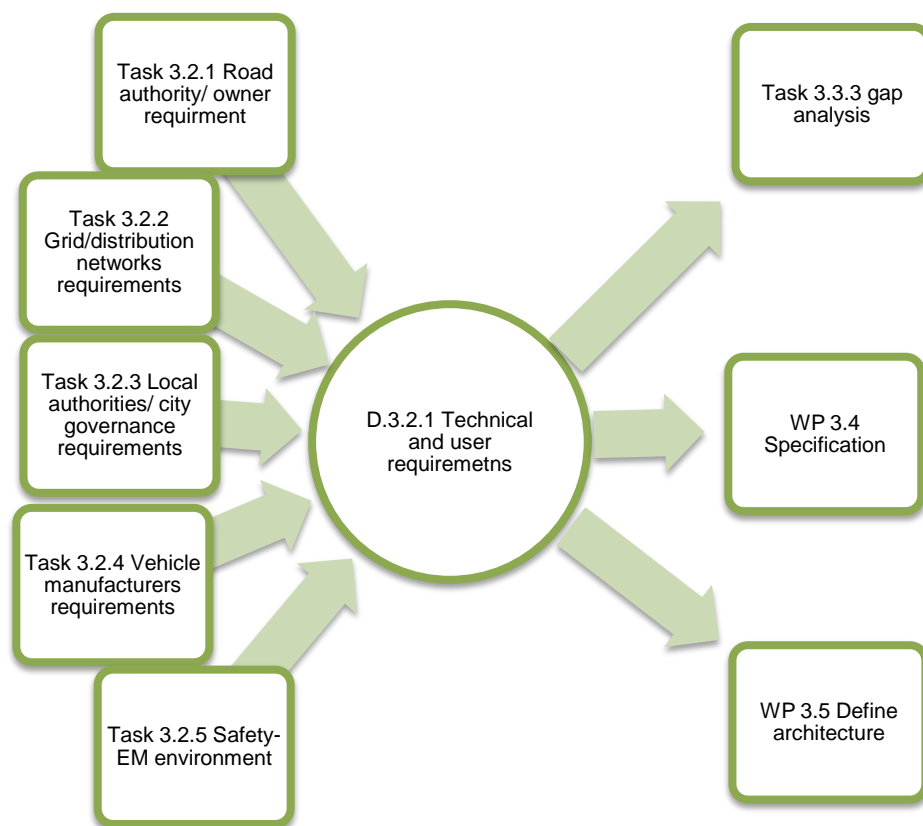 Task 3.2.1 Road
authority/ owner
requirment
Task 3.2.2
Grid/distribution
networks
requirements
Task 3.2.3 Local
authorities/ city
governance
requirements
Task 3.2.4 Vehicle
manufacturers
requirements
Task 3.2.5 Safety-
EM environment
D.3.2.1 Technical
and user
requiremetns
Task 3.3.3 gap
analysis
WP 3.4
Specification
WP 3.5 Define
architecture